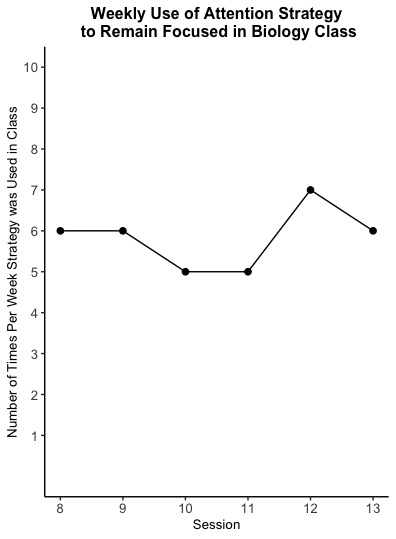 Weekly Use of Attention Strategy
to Remain Focused in Biology Class
Number of Times Per Week Strategy was Used in Class
10
9
8
7
6
5
4
3
2
1
8 9 10 11 12 13
Session